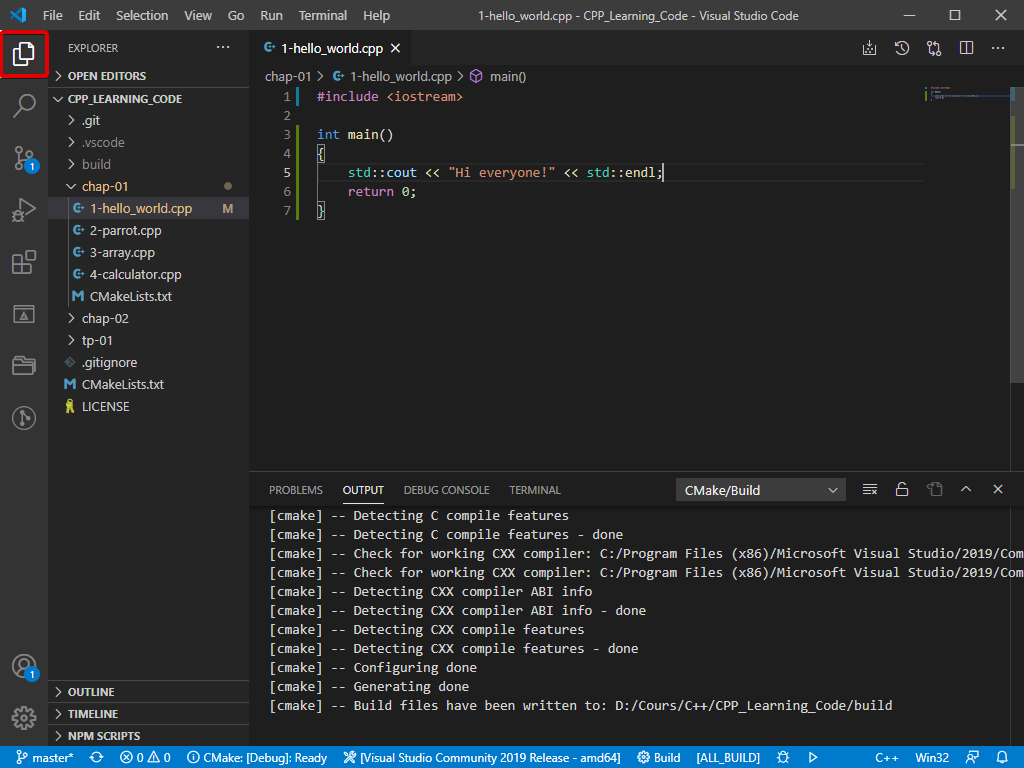 File Edit Selection View Go Run Terminal Help 1-hello_world.cpp - CPP_Learning_Code - Visual Studio Code
EXPLORER
OPEN EDITORS
CPP_LEARNING_CODE
.git
.vscode
build
chap-01
1-hello_world.cpp M
2-parrot.cpp
3-array.cpp
4-calculator.cpp
CMakeLists.txt
chap-02
tp-01
.gitignore
CMakeLists.txt
LICENSE
OUTLINE
TIMELINE
NPM SCRIPTS
1
1
1-hello_world.cpp
chap-01 > 1-hello_world.cpp > main()
1 #include <iostream>
2
3 int main()
4 {
5 std::cout << "Hi everyone!" << std::endl;
6 return 0;
7 }
PROBLEMS OUTPUT DEBUG CONSOLE TERMINAL CMake/Build
[cmake] -- Detecting C compile features
[cmake] -- Detecting C compile features - done
[cmake] -- Check for working CXX compiler: C:/Program Files (x86)/Microsoft Visual Studio/2019/Com
[cmake] -- Check for working CXX compiler: C:/Program Files (x86)/Microsoft Visual Studio/2019/Com
[cmake] -- Detecting CXX compiler ABI info
[cmake] -- Detecting CXX compiler ABI info - done
[cmake] -- Detecting CXX compile features
[cmake] -- Detecting CXX compile features - done
[cmake] -- Configuring done
[cmake] -- Generating done
[cmake] -- Build files have been written to: D:/Cours/C++/CPP_Learning_Code/build
master* 0 0 CMake: [Debug]: Ready [Visual Studio Community 2019 Release - amd64] Build [ALL_BUILD] C++ Win32